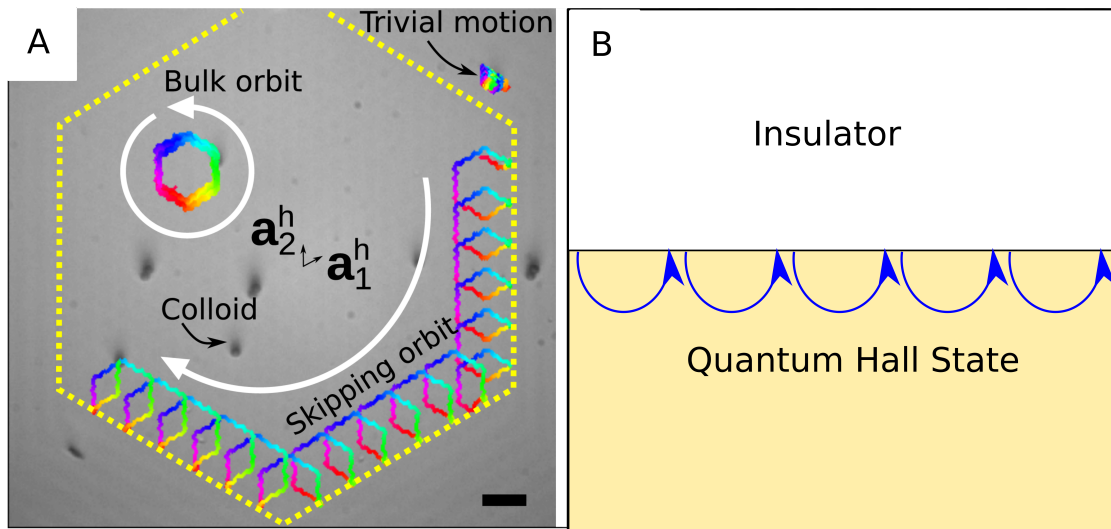 A
Trivial motion
Bulk orbit
a₂ʰ
a₁ʰ
Colloid
Skipping orbit
B
Insulator
Quantum Hall State